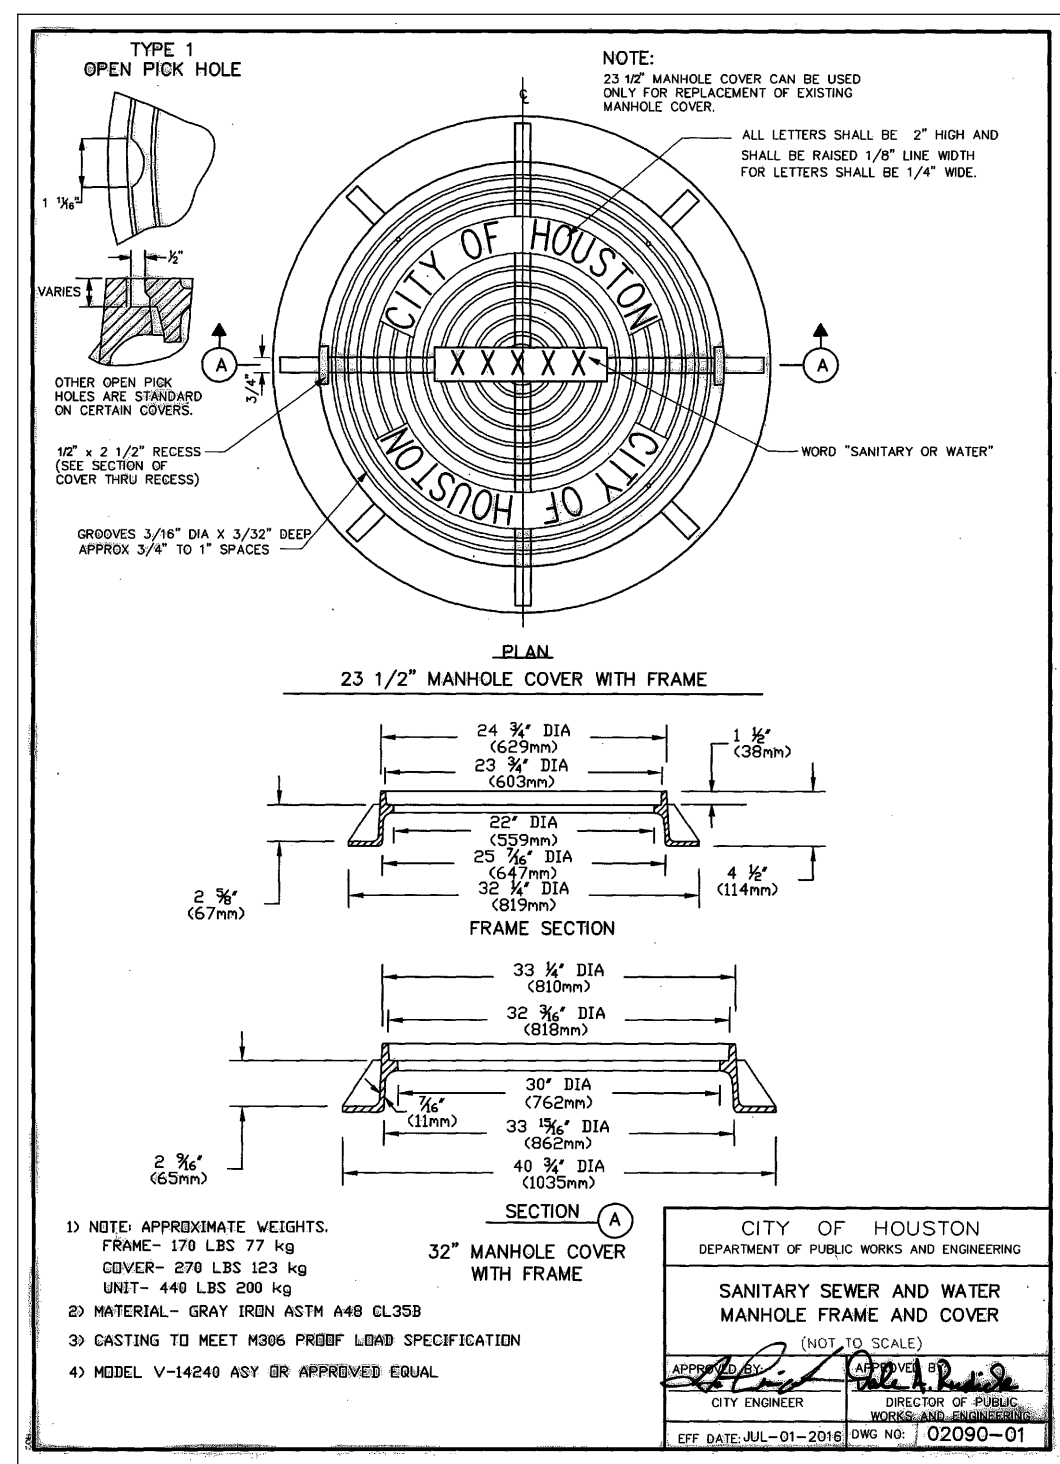 TYPE 1
OPEN PICK HOLE
1 11/16"
1/2"
VARIES
OTHER OPEN PICK
HOLES ARE STANDARD
ON CERTAIN COVERS.
NOTE:
23 1/2" MANHOLE COVER CAN BE USED
ONLY FOR REPLACEMENT OF EXISTING
MANHOLE COVER.
ALL LETTERS SHALL BE 2" HIGH AND
SHALL BE RAISED 1/8" LINE WIDTH
FOR LETTERS SHALL BE 1/4" WIDE.
℄
CITY OF HOUSTON
A
3/4"
X X X X X
A
CITY OF HOUSTON
1/2" x 2 1/2" RECESS
(SEE SECTION OF
COVER THRU RECESS)
WORD "SANITARY OR WATER"
GROOVES 3/16" DIA X 3/32" DEEP
APPROX 3/4" TO 1" SPACES
PLAN
23 1/2" MANHOLE COVER WITH FRAME
24 3/4" DIA
(629mm)
23 3/4" DIA
(603mm)
1 1/2"
(38mm)
22" DIA
(559mm)
25 7/16" DIA
(647mm)
32 1/4" DIA
(819mm)
2 5/8"
(67mm)
4 1/2"
(114mm)
FRAME SECTION
33 1/4" DIA
(810mm)
32 3/16" DIA
(818mm)
30" DIA
(762mm)
7/16"
(11mm)
33 15/16" DIA
(862mm)
40 3/4" DIA
(1035mm)
2 9/16"
(65mm)
SECTION A
32" MANHOLE COVER
WITH FRAME
1) NOTE: APPROXIMATE WEIGHTS.
FRAME- 170 LBS 77 kg
COVER- 270 LBS 123 kg
UNIT- 440 LBS 200 kg
2) MATERIAL- GRAY IRON ASTM A48 CL35B
3) CASTING TO MEET M306 PROOF LOAD SPECIFICATION
4) MODEL V-14240 ASY OR APPROVED EQUAL
CITY OF HOUSTON
DEPARTMENT OF PUBLIC WORKS AND ENGINEERING
SANITARY SEWER AND WATER
MANHOLE FRAME AND COVER
(NOT TO SCALE)
APPROVED BY:
CITY ENGINEER
APPROVED BY:
Dale A. Rudick
DIRECTOR OF PUBLIC
WORKS AND ENGINEERING
EFF DATE: JUL-01-2016
DWG NO: 02090-01